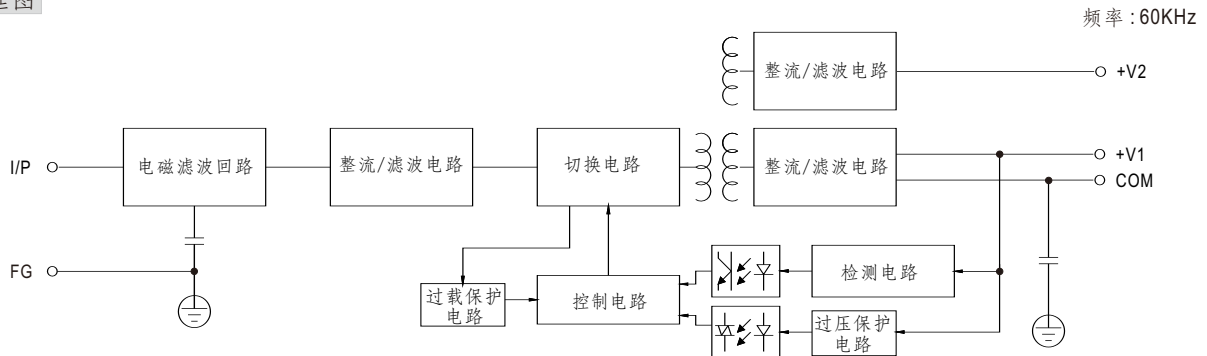 框图
频率:60KHz
整流/滤波电路
+V2
I/P
电磁滤波回路
整流/滤波电路
切换电路
整流/滤波电路
+V1
COM
FG
过载保护
电路
控制电路
检测电路
过压保护
电路